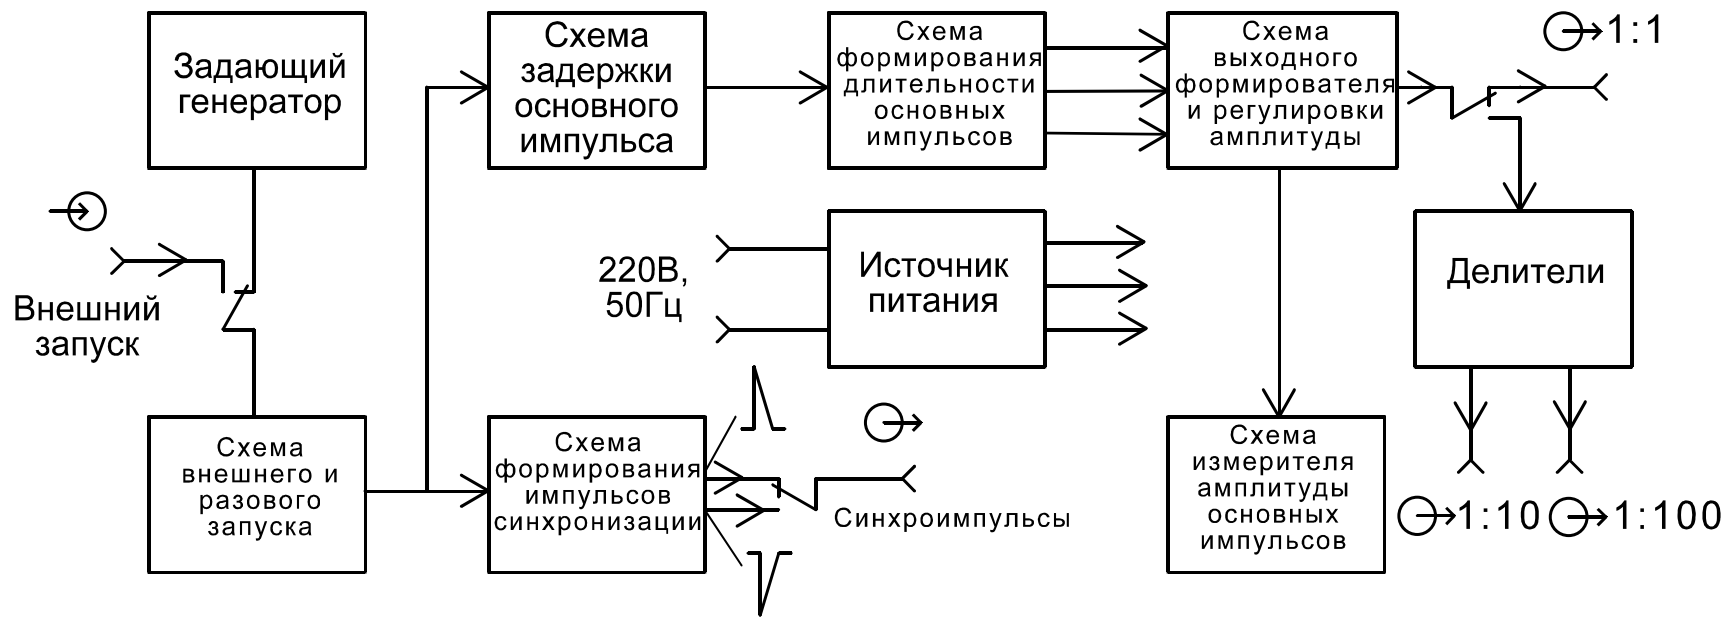 Задающий
генератор
Схема
задержки
основного
импульса
Схема
формирования
длительности
основных
импульсов
Схема
выходного
формирователя
и регулировки
амплитуды
1:1
Внешний
запуск
220В,
50Гц
Источник
питания
Делители
Схема
внешнего и
разового
запуска
Схема
формирования
импульсов
синхронизации
Синхроимпульсы
Схема
измерителя
амплитуды
основных
импульсов
1:10
1:100